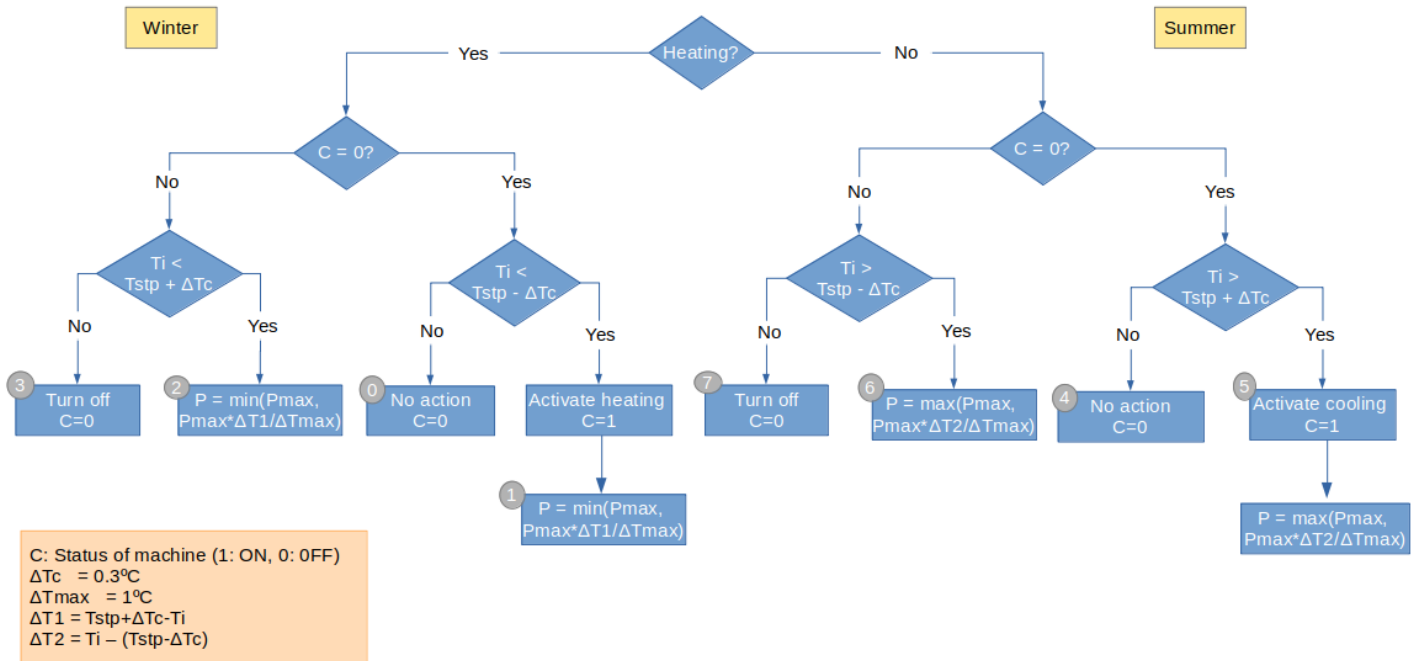 Winter
Summer
Heating?
Yes
No
C = 0?
C = 0?
No
Yes
No
Yes
Ti <
Tstp + ΔTc
Ti <
Tstp - ΔTc
Ti >
Tstp - ΔTc
Ti >
Tstp + ΔTc
No
Yes
No
Yes
No
Yes
No
Yes
3
Turn off
C=0
2
P = min(Pmax,
Pmax*ΔT1/ΔTmax)
0
No action
C=0
Activate heating
C=1
7
Turn off
C=0
6
P = max(Pmax,
Pmax*ΔT2/ΔTmax)
4
No action
C=0
5
Activate cooling
C=1
1
P = min(Pmax,
Pmax*ΔT1/ΔTmax)
P = max(Pmax,
Pmax*ΔT2/ΔTmax)
C: Status of machine (1: ON, 0: 0FF)
ΔTc = 0.3ºC
ΔTmax = 1ºC
ΔT1 = Tstp+ΔTc-Ti
ΔT2 = Ti – (Tstp-ΔTc)